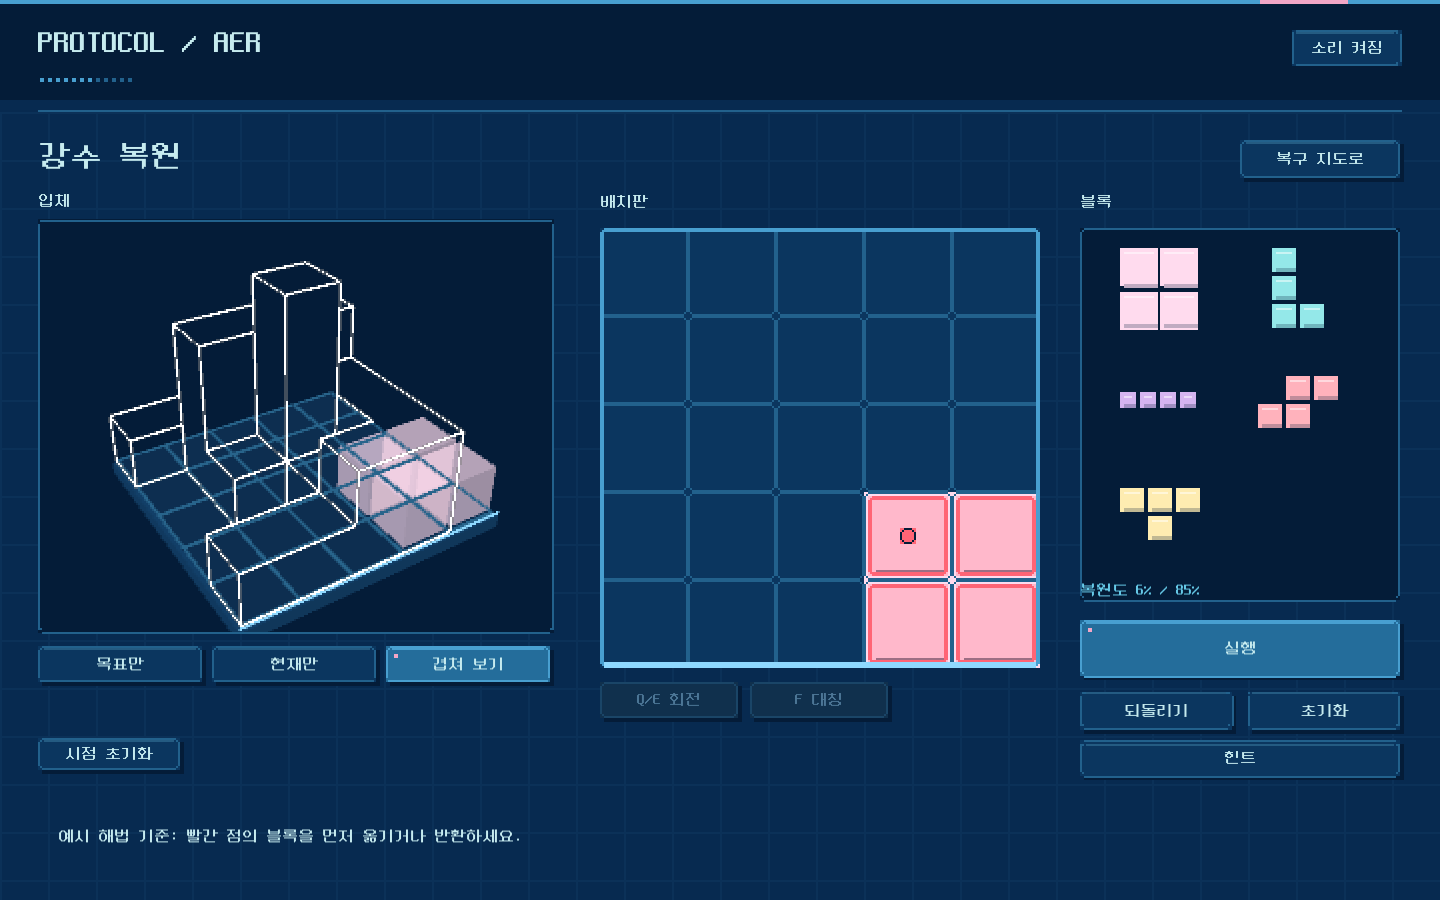 PROTOCOL / AER
소리 켜짐
강수 복원
복구 지도로
입체
배치판
블록
복원도 6% / 85%
실행
목표만
현재만
겹쳐 보기
Q/E 회전
F 대칭
되돌리기
초기화
힌트
시점 초기화
예시 해법 기준: 빨간 점의 블록을 먼저 옮기거나 반환하세요.